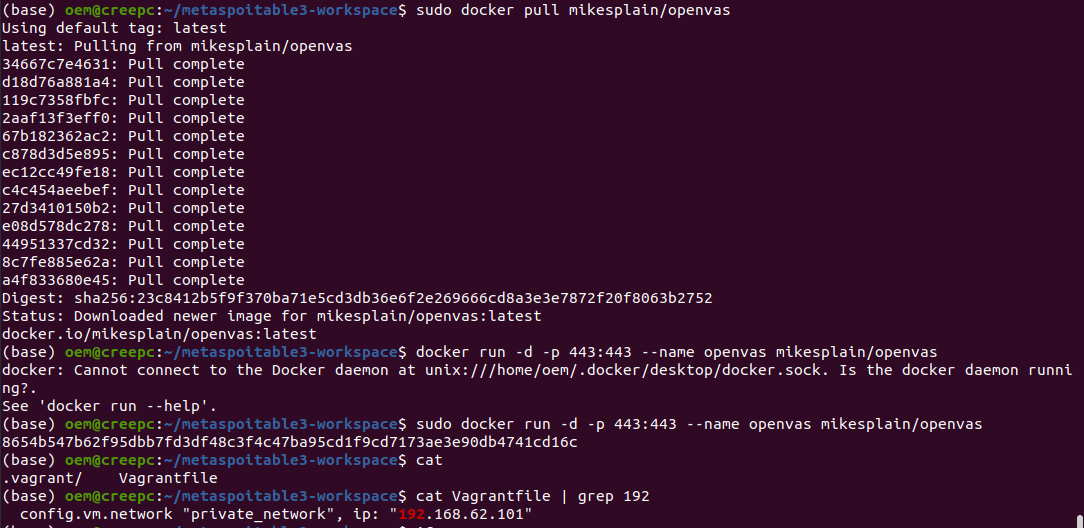 (base) oem@creepc:~/metaspoitable3-workspace$ sudo docker pull mikesplain/openvas
Using default tag: latest
latest: Pulling from mikesplain/openvas
34667c7e4631: Pull complete
d18d76a881a4: Pull complete
119c7358fbfc: Pull complete
2aaf13f3eff0: Pull complete
67b182362ac2: Pull complete
c878d3d5e895: Pull complete
ec12cc49fe18: Pull complete
c4c454aeebef: Pull complete
27d3410150b2: Pull complete
e08d578dc278: Pull complete
44951337cd32: Pull complete
8c7fe885e62a: Pull complete
a4f833680e45: Pull complete
Digest: sha256:23c8412b5f9f370ba71e5cd3db36e6f2e269666cd8a3e3e7872f20f8063b2752
Status: Downloaded newer image for mikesplain/openvas:latest
docker.io/mikesplain/openvas:latest
(base) oem@creepc:~/metaspoitable3-workspace$ docker run -d -p 443:443 --name openvas mikesplain/openvas
docker: Cannot connect to the Docker daemon at unix:///home/oem/.docker/desktop/docker.sock. Is the docker daemon runni
ng?.
See 'docker run --help'.
(base) oem@creepc:~/metaspoitable3-workspace$ sudo docker run -d -p 443:443 --name openvas mikesplain/openvas
8654b547b62f95dbb7fd3df48c3f4c47ba95cd1f9cd7173ae3e90db4741cd16c
(base) oem@creepc:~/metaspoitable3-workspace$ cat
.vagrant/    Vagrantfile
(base) oem@creepc:~/metaspoitable3-workspace$ cat Vagrantfile | grep 192
  config.vm.network "private_network", ip: "192.168.62.101"